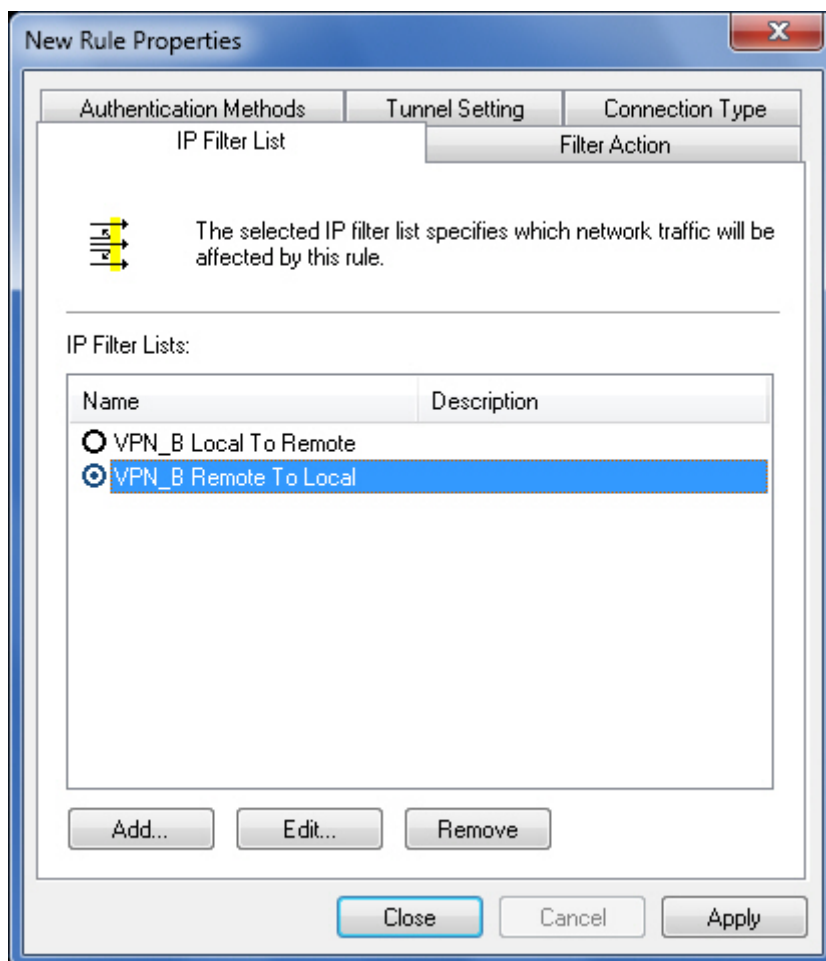 New Rule Properties
Authentication Methods
Tunnel Setting
Connection Type
IP Filter List
Filter Action
The selected IP filter list specifies which network traffic will be
affected by this rule.
IP Filter Lists:
Name
Description
VPN_B Local To Remote
VPN_B Remote To Local
Add...
Edit...
Remove
Close
Cancel
Apply